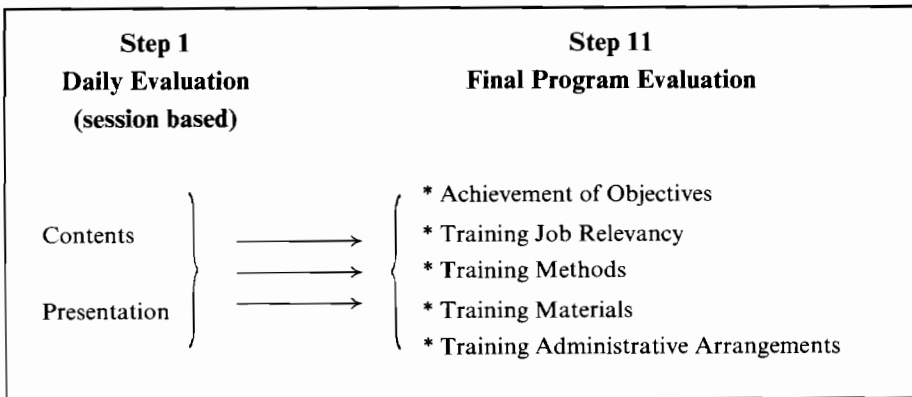 Step 1
Daily Evaluation
(session based)
Contents
Presentation
Step 11
Final Program Evaluation
* Achievement of Objectives
* Training Job Relevancy
* Training Methods
* Training Materials
* Training Administrative Arrangements